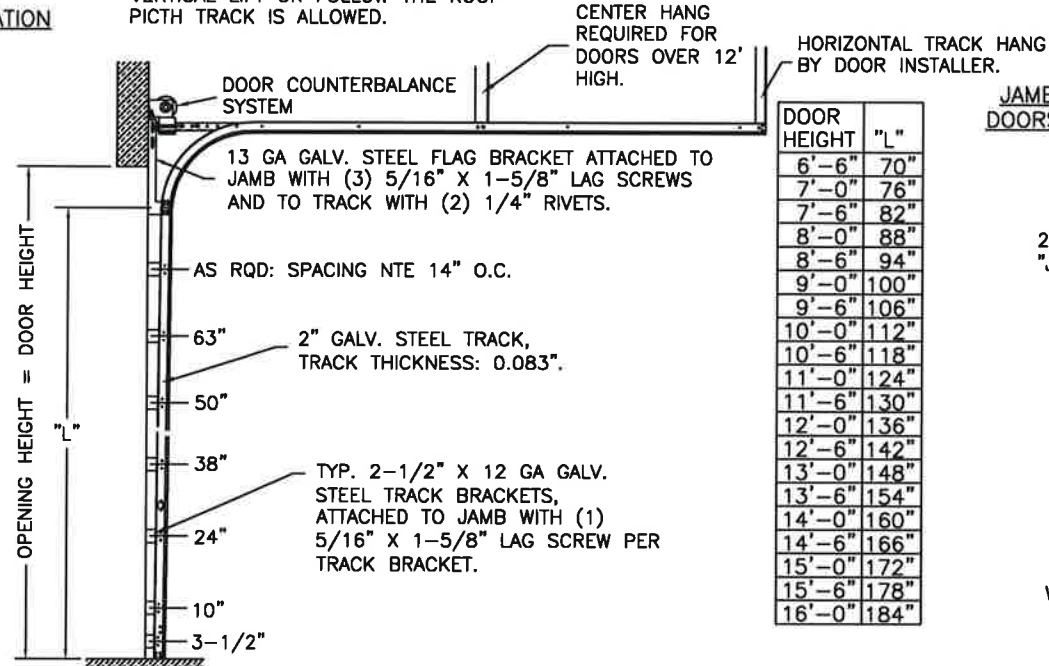 PICTH TRACK IS ALLOWED.
CENTER HANG
REQUIRED FOR
DOORS OVER 12'
HIGH.
HORIZONTAL TRACK HANG
BY DOOR INSTALLER.
DOOR COUNTERBALANCE
SYSTEM
13 GA GALV. STEEL FLAG BRACKET ATTACHED TO
JAMB WITH (3) 5/16" X 1-5/8" LAG SCREWS
AND TO TRACK WITH (2) 1/4" RIVETS.
AS RQD: SPACING NTE 14" O.C.
63"
2" GALV. STEEL TRACK,
TRACK THICKNESS: 0.083".
50"
38"
TYP. 2-1/2" X 12 GA GALV.
STEEL TRACK BRACKETS,
ATTACHED TO JAMB WITH (1)
5/16" X 1-5/8" LAG SCREW PER
TRACK BRACKET.
24"
10"
3-1/2"
OPENING HEIGHT = DOOR HEIGHT
"L"
DOOR HEIGHT "L"
6'-6" 70"
7'-0" 76"
7'-6" 82"
8'-0" 88"
8'-6" 94"
9'-0" 100"
9'-6" 106"
10'-0" 112"
10'-6" 118"
11'-0" 124"
11'-6" 130"
12'-0" 136"
12'-6" 142"
13'-0" 148"
13'-6" 154"
14'-0" 160"
14'-6" 166"
15'-0" 172"
15'-6" 178"
16'-0" 184"
JAMB
DOORS